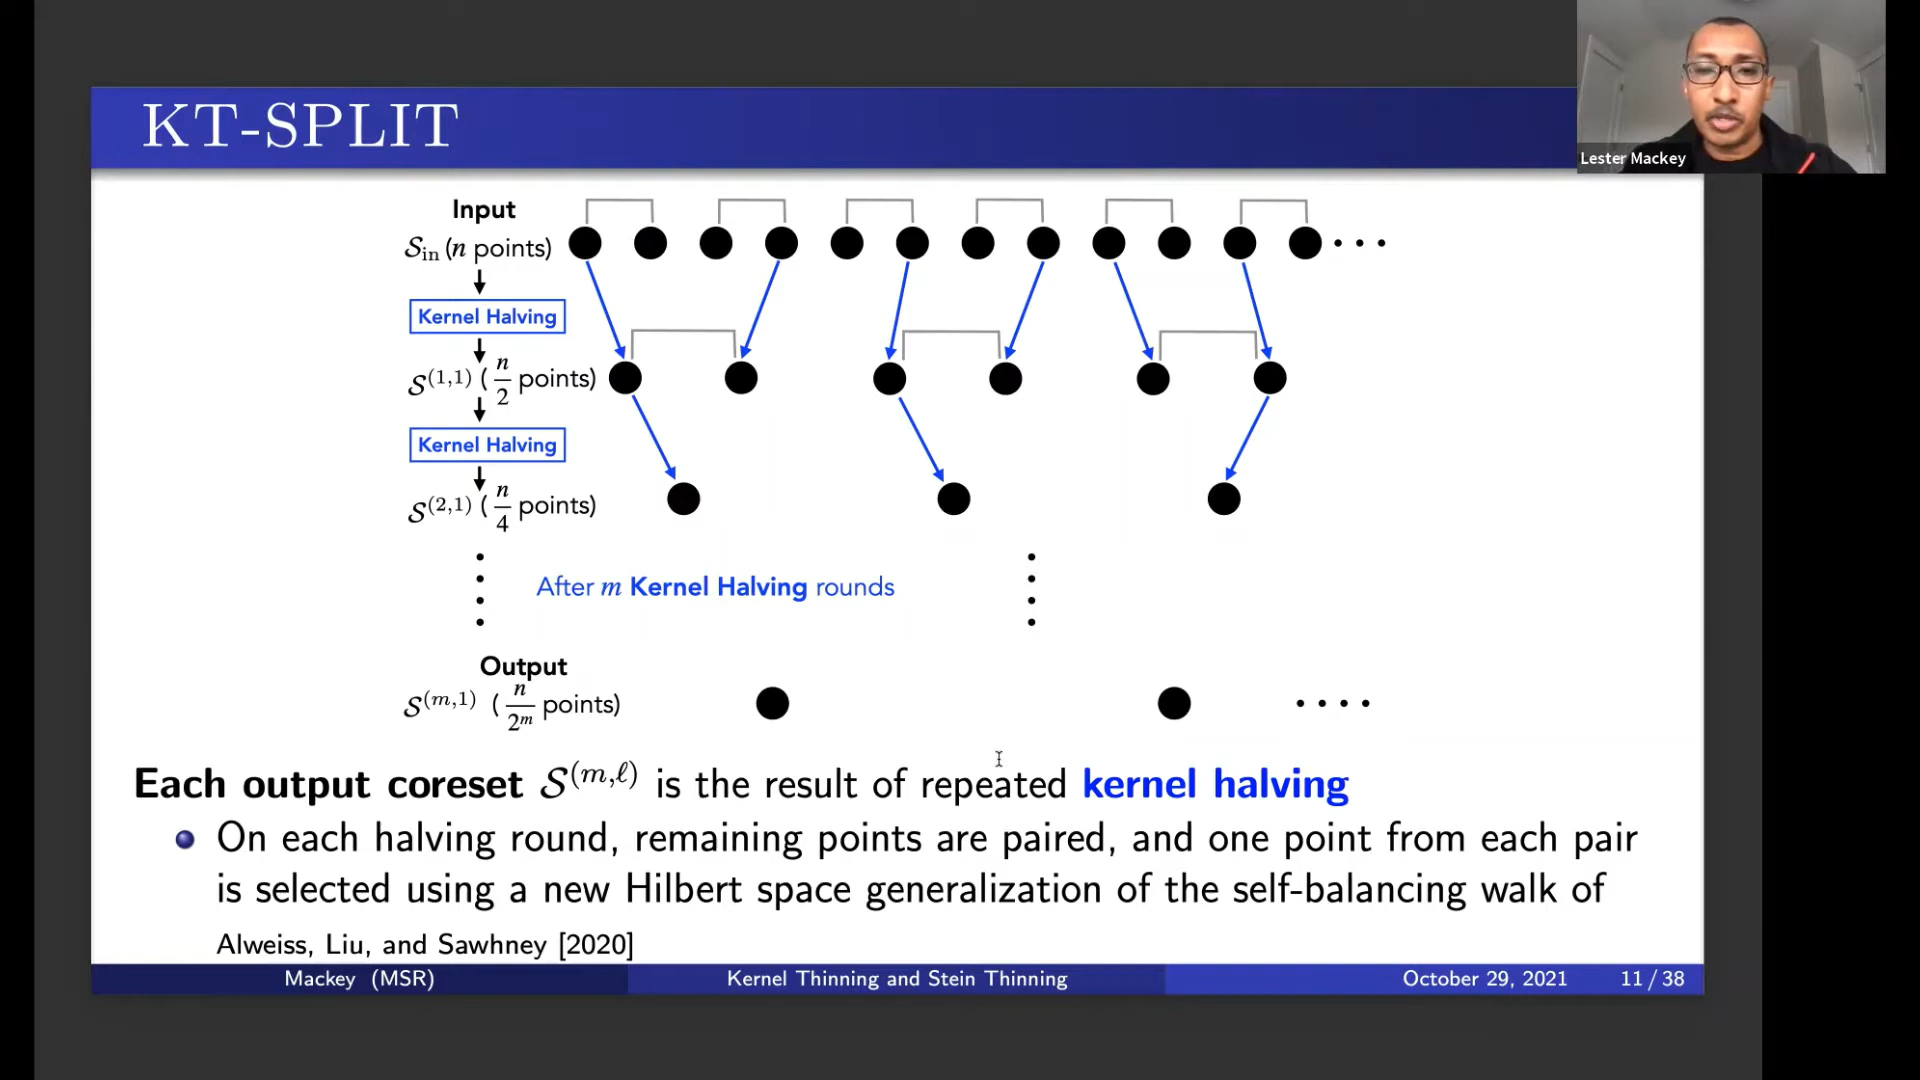 KT-SPLIT
Lester Mackey
Input
𝒮in (n points)
Kernel Halving
𝒮(1,1) ( n/2 points)
Kernel Halving
𝒮(2,1) ( n/4 points)
After m Kernel Halving rounds
Output
𝒮(m,1) ( n/2^m points)
Each output coreset 𝒮(m,ℓ) is the result of repeated kernel halving
On each halving round, remaining points are paired, and one point from each pair
is selected using a new Hilbert space generalization of the self-balancing walk of
Alweiss, Liu, and Sawhney [2020]
Mackey (MSR) Kernel Thinning and Stein Thinning October 29, 2021 11 / 38